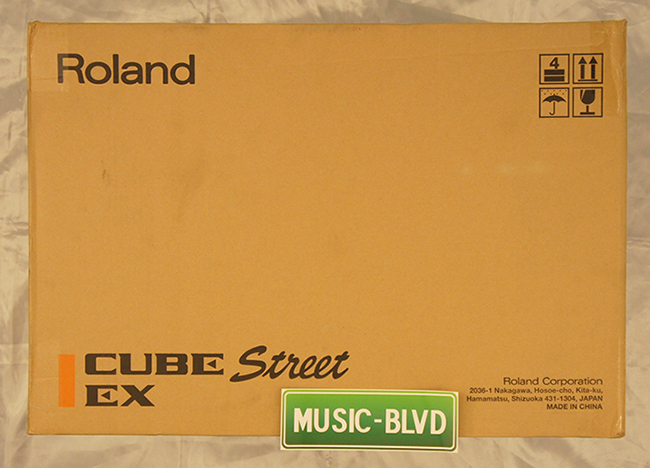 Roland
4
CUBE Street
EX
Roland Corporation
2036-1 Nakagawa, Hosoe-cho, Kita-ku,
Hamamatsu, Shizuoka 431-1304, JAPAN
MADE IN CHINA
MUSIC-BLVD